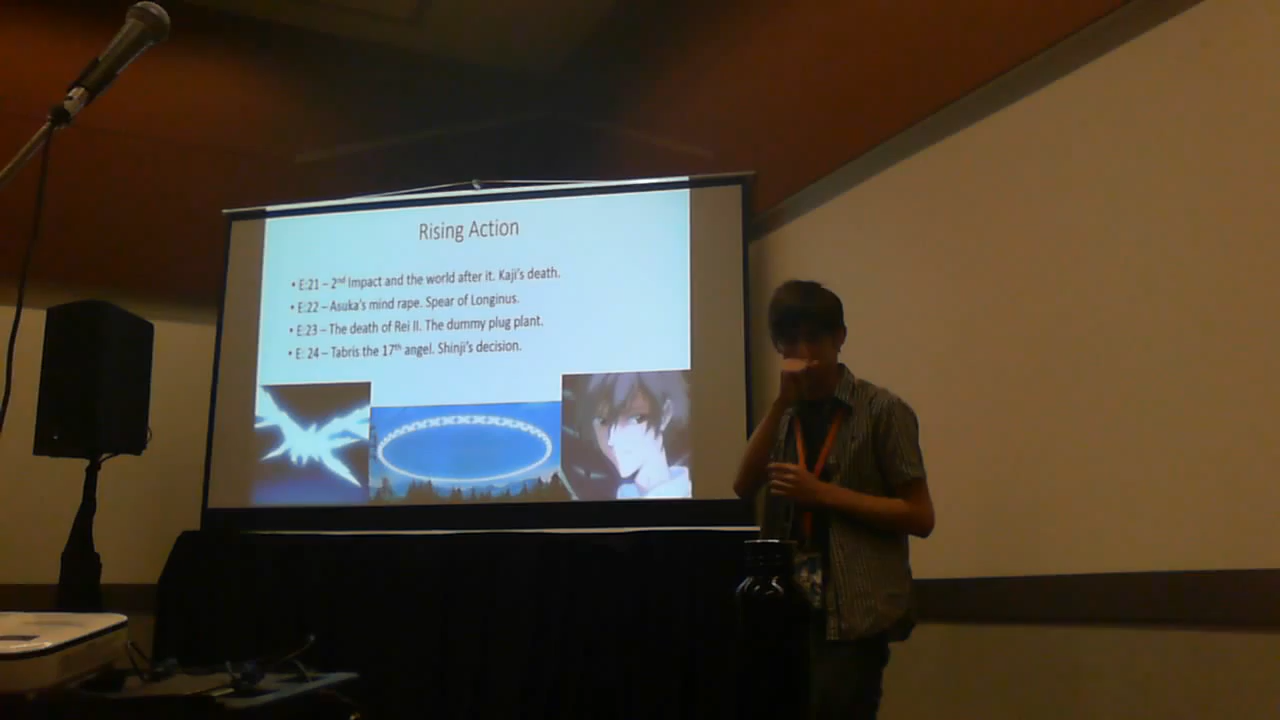 Rising Action
• E:21 – 2nd Impact and the world after it. Kaji's death.
• E:22 – Asuka's mind rape. Spear of Longinus.
• E:23 – The death of Rei II. The dummy plug plant.
• E: 24 – Tabris the 17th angel. Shinji's decision.